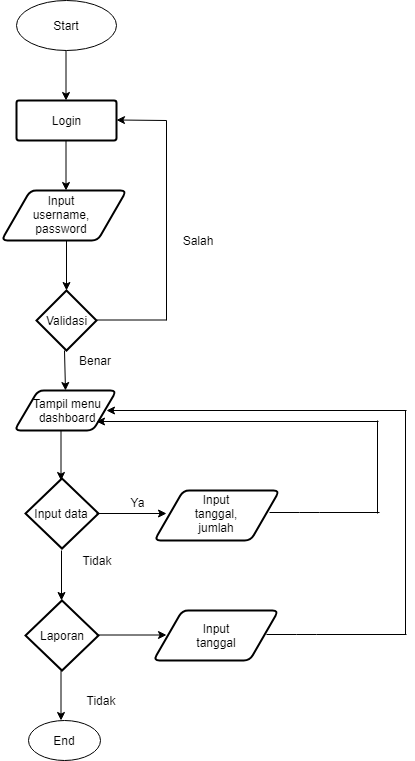 Start
Login
Input
username,
password
Salah
Validasi
Benar
Tampil menu
dashboard
Input data
Ya
Input
tanggal,
jumlah
Tidak
Laporan
Input
tanggal
Tidak
End